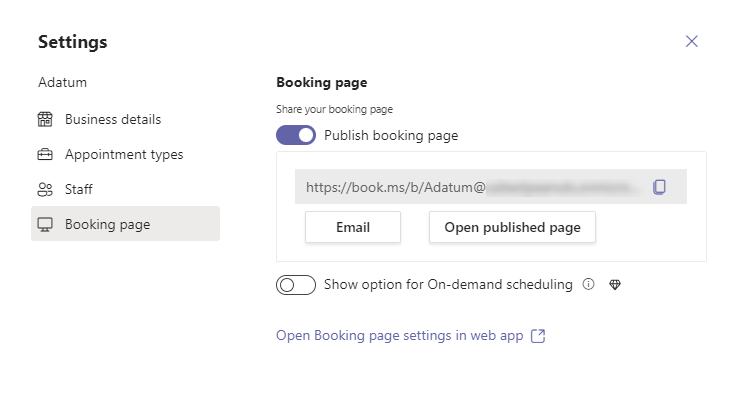 Settings
Adatum
Business details
Appointment types
Staff
Booking page
Booking page
Share your booking page
Publish booking page
https://book.ms/b/Adatum@
Email
Open published page
Show option for On-demand scheduling
Open Booking page settings in web app